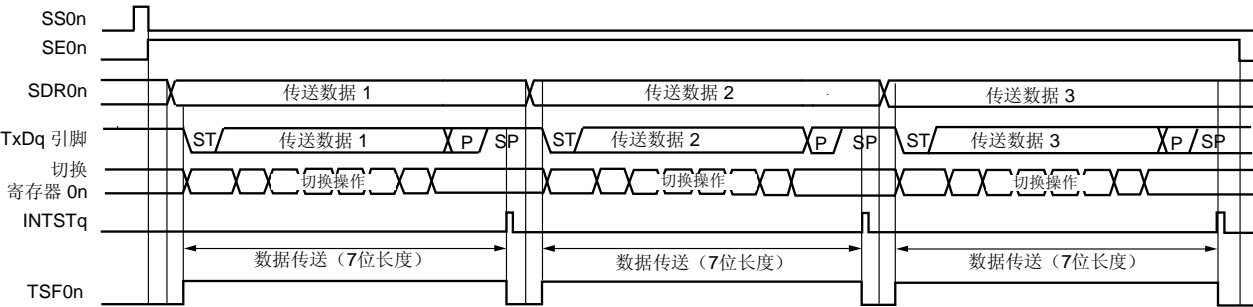 SS0n
SE0n
SDR0n 传送数据 1 传送数据 2 传送数据 3
TxDq 引脚 ST 传送数据 1 P SP ST 传送数据 2 P SP ST 传送数据 3 P SP
切换
寄存器 0n 切换操作 切换操作 切换操作
INTSTq
数据传送（7位长度） 数据传送（7位长度） 数据传送（7位长度）
TSF0n